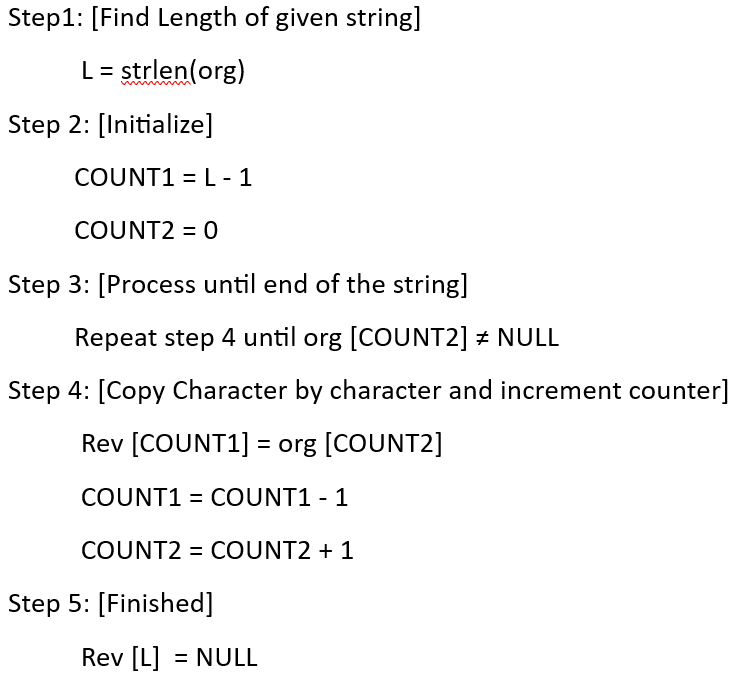 Step1: [Find Length of given string]
L = strlen(org)
Step 2: [Initialize]
COUNT1 = L - 1
COUNT2 = 0
Step 3: [Process until end of the string]
Repeat step 4 until org [COUNT2] ≠ NULL
Step 4: [Copy Character by character and increment counter]
Rev [COUNT1] = org [COUNT2]
COUNT1 = COUNT1 - 1
COUNT2 = COUNT2 + 1
Step 5: [Finished]
Rev [L]  = NULL